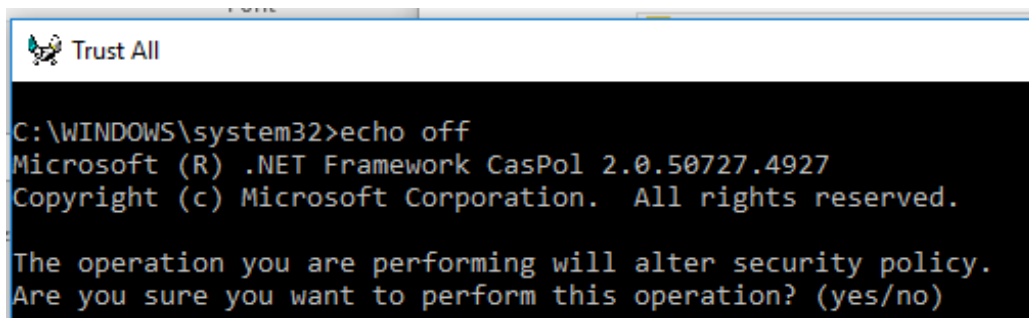 Font
Trust All
C:\WINDOWS\system32>echo off
Microsoft (R) .NET Framework CasPol 2.0.50727.4927
Copyright (c) Microsoft Corporation.  All rights reserved.
The operation you are performing will alter security policy.
Are you sure you want to perform this operation? (yes/no)